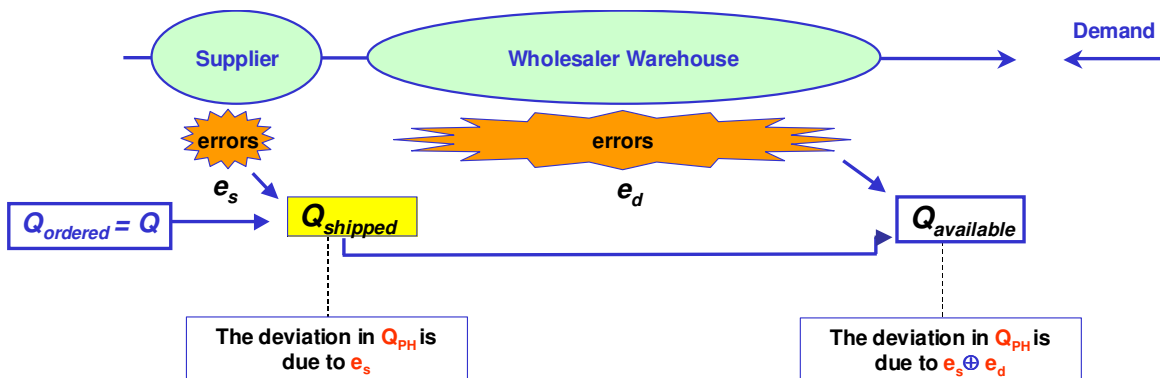 Demand
Supplier
Wholesaler Warehouse
errors
errors
e_s
e_d
Q_ordered = Q
Q_shipped
Q_available
The deviation in Q_PH is
due to e_s
The deviation in Q_PH is
due to e_s ⊕ e_d